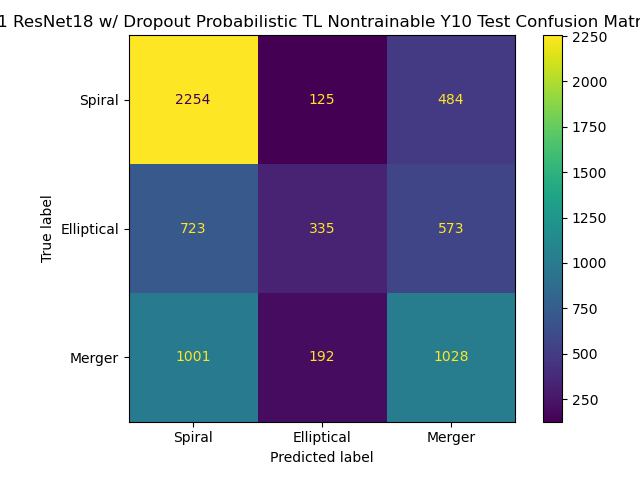 1 ResNet18 w/ Dropout Probabilistic TL Nontrainable Y10 Test Confusion Matr
2250
2000
1750
1500
1250
1000
750
500
250
Spiral
Elliptical
Merger
True label
2254 125 484
723 335 573
1001 192 1028
Spiral Elliptical Merger
Predicted label